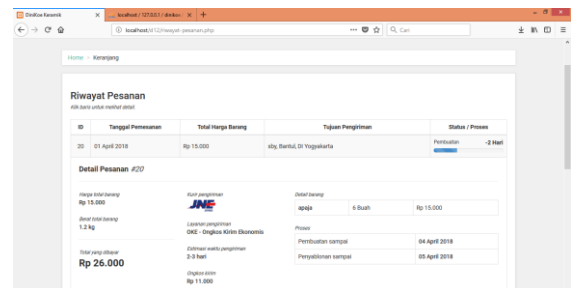 DiniKov Keramik
localhost / 127.0.0.1 / dinikov
localhost/d12/riwayat-pesanan.php
Cari
Home
Keranjang
Riwayat Pesanan
Klik baris untuk melihat detail.
ID Tanggal Pemesanan Total Harga Barang Tujuan Pengiriman Status / Proses
20 01 April 2018 Rp 15.000 sby, Bantul, DI Yogyakarta Pembuatan -2 Hari
Detail Pesanan #20
Harga total barang
Rp 15.000
Berat total barang
1.2 kg
Total yang dibayar
Rp 26.000
Kurir pengiriman
JNE
Layanan pengiriman
OKE - Ongkos Kirim Ekonomis
Estimasi waktu pengiriman
2-3 hari
Ongkos kirim
Rp 11.000
Detail barang
apaja 6 Buah Rp 15.000
Proses
Pembuatan sampai 04 April 2018
Penyablonan sampai 05 April 2018